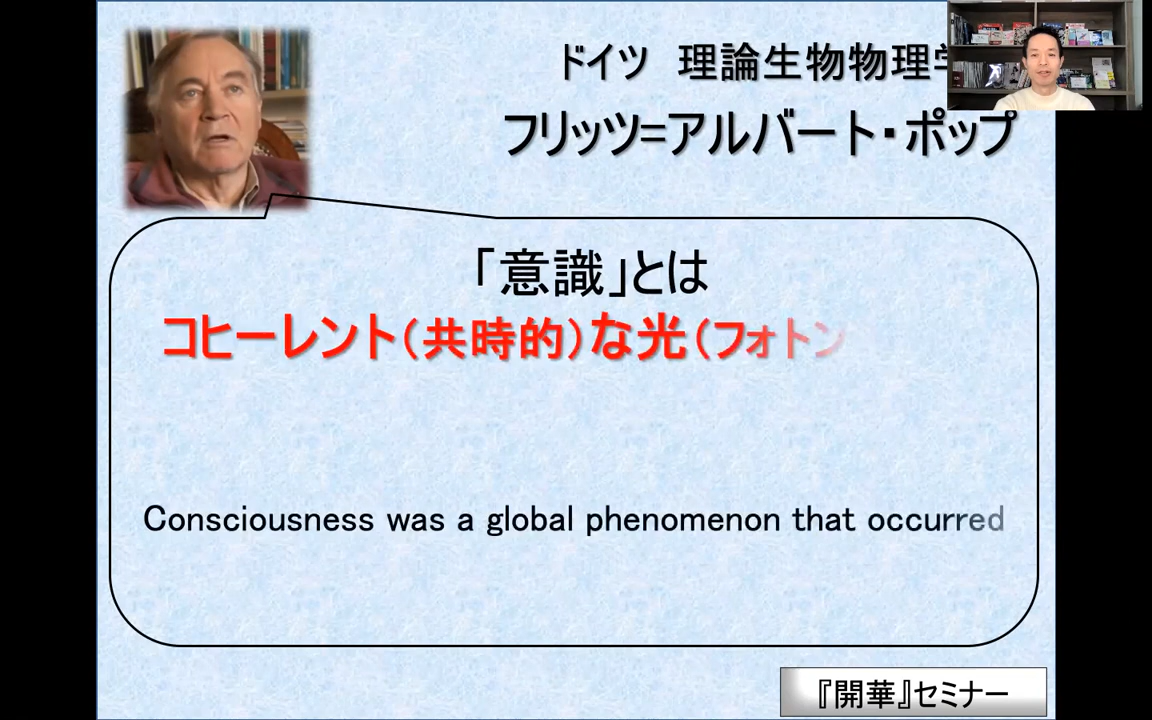 ドイツ 理論生物物理学
フリッツ=アルバート・ポップ
「意識」とは
コヒーレント(共時的)な光(フォトン
Consciousness was a global phenomenon that occurred
『開華』セミナー